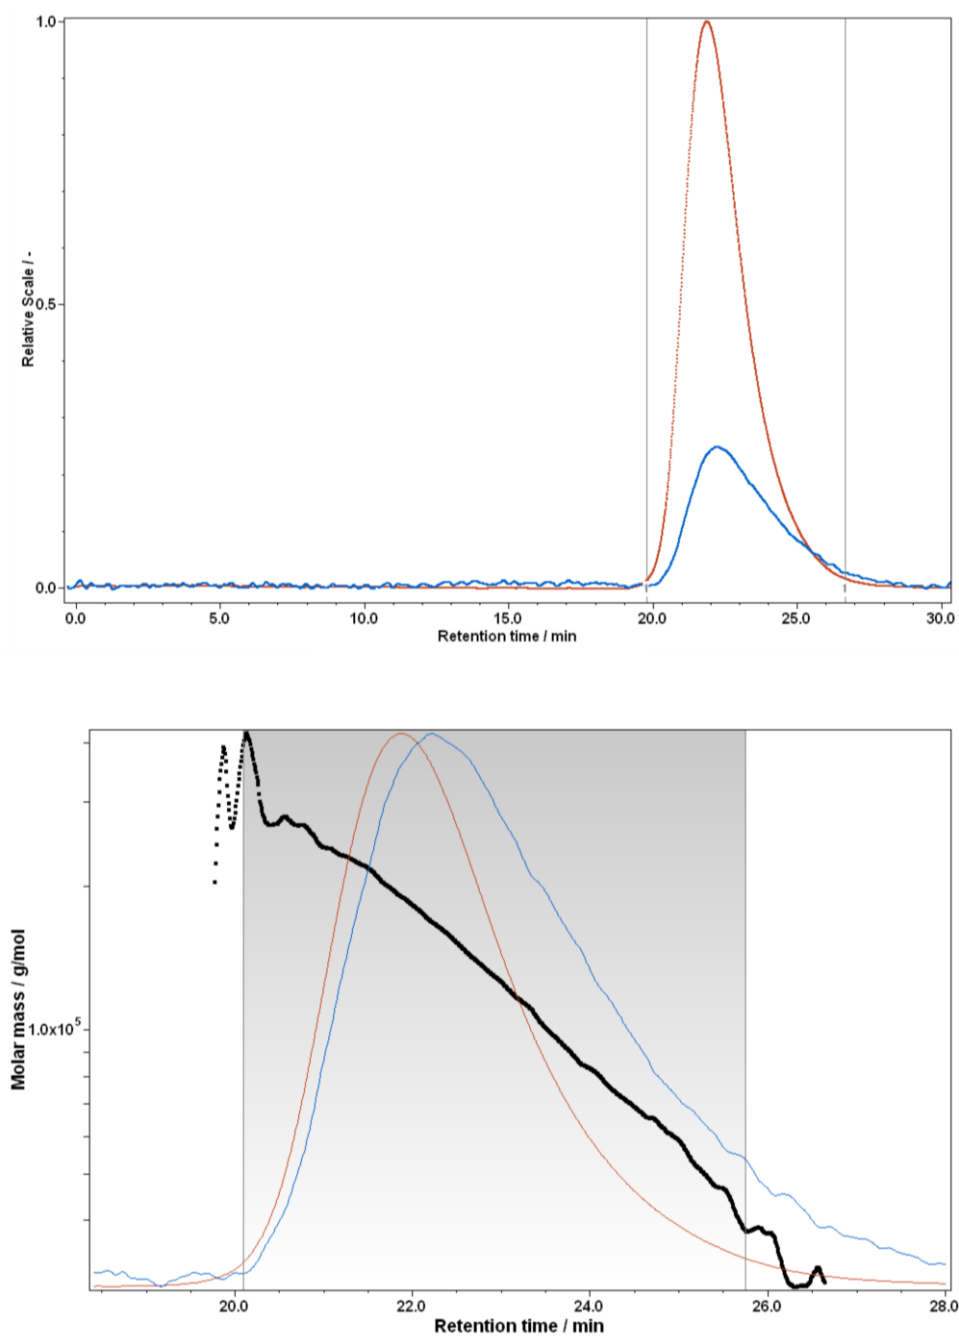 1.0
Relative Scale / -
0.5
0.0
0.0 5.0 10.0 15.0 20.0 25.0 30.0
Retention time / min
Molar mass / g/mol
1.0x10^5
20.0 22.0 24.0 26.0 28.0
Retention time / min